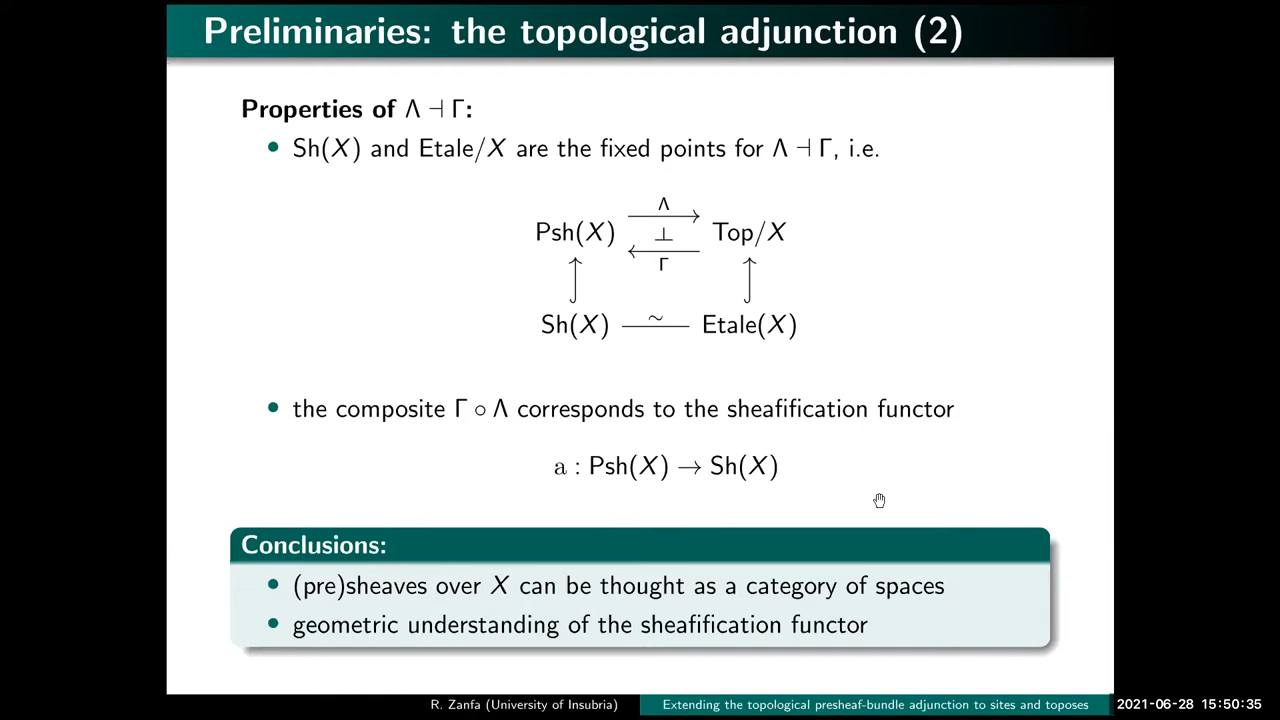 Preliminaries: the topological adjunction (2)
Properties of Λ ⊣ Γ:
• Sh(X) and Etale/X are the fixed points for Λ ⊣ Γ, i.e.
Λ
Psh(X) ⊥ Top/X
Γ
Sh(X) ∼ Etale(X)
• the composite Γ ∘ Λ corresponds to the sheafification functor
a : Psh(X) → Sh(X)
Conclusions:
• (pre)sheaves over X can be thought as a category of spaces
• geometric understanding of the sheafification functor
R. Zanfa (University of Insubria) Extending the topological presheaf-bundle adjunction to sites and toposes 2021-06-28 15:50:35